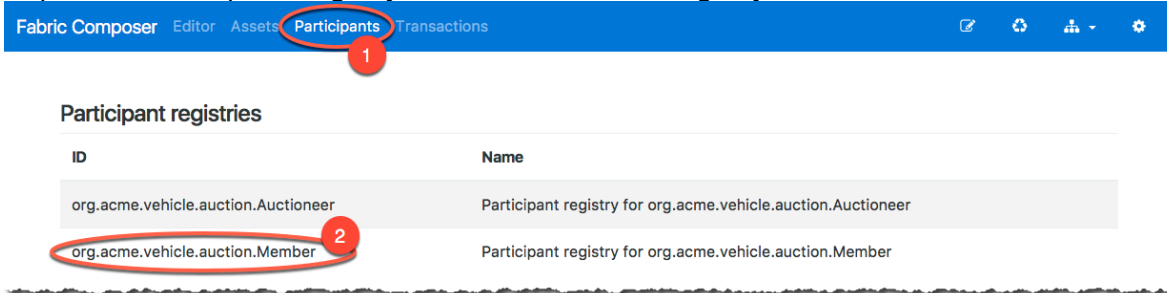 Fabric Composer Editor Assets Participants Transactions
1
Participant registries
ID Name
org.acme.vehicle.auction.Auctioneer Participant registry for org.acme.vehicle.auction.Auctioneer
2
org.acme.vehicle.auction.Member Participant registry for org.acme.vehicle.auction.Member